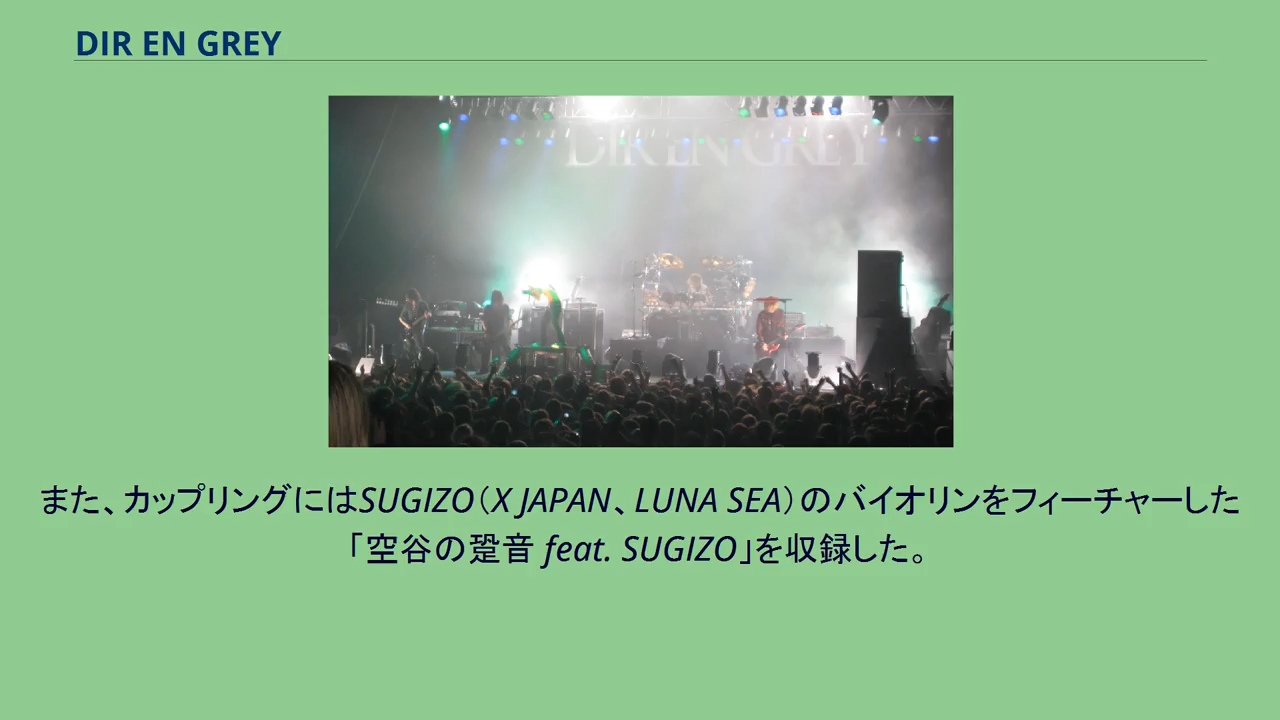 DIR EN GREY
DIR EN GREY
また、カップリングにはSUGIZO（X JAPAN、LUNA SEA）のバイオリンをフィーチャーした
「空谷の跫音 feat. SUGIZO」を収録した。